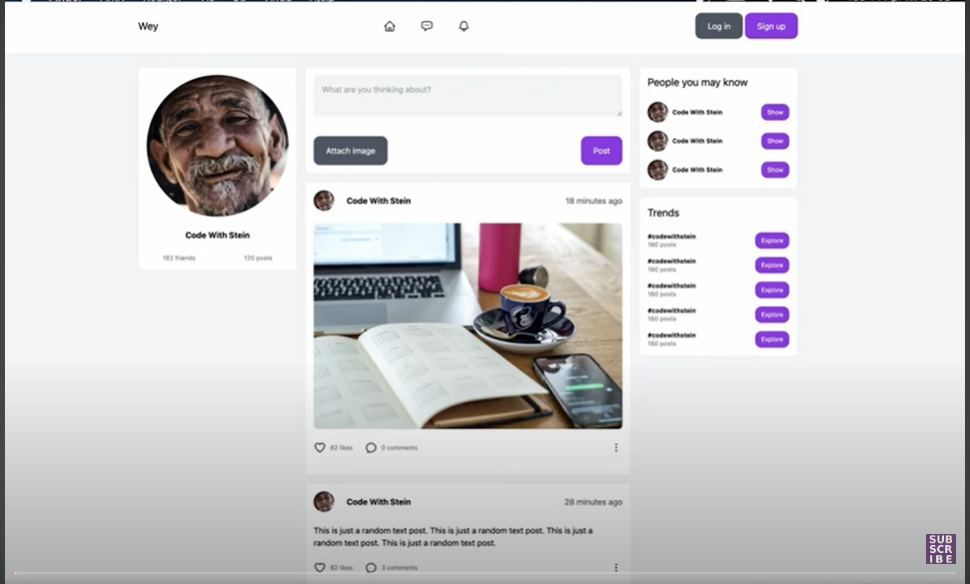 Wey
Log in
Sign up
Code With Stein
182 friends
120 posts
What are you thinking about?
Attach image
Post
Code With Stein
18 minutes ago
82 likes
0 comments
Code With Stein
28 minutes ago
This is just a random text post. This is just a random text post. This is just a
random text post. This is just a random text post.
82 likes
3 comments
People you may know
Code With Stein
Show
Code With Stein
Show
Code With Stein
Show
Trends
#codewithstein
180 posts
Explore
#codewithstein
180 posts
Explore
#codewithstein
180 posts
Explore
#codewithstein
180 posts
Explore
#codewithstein
180 posts
Explore
SUB
SCR
IBE